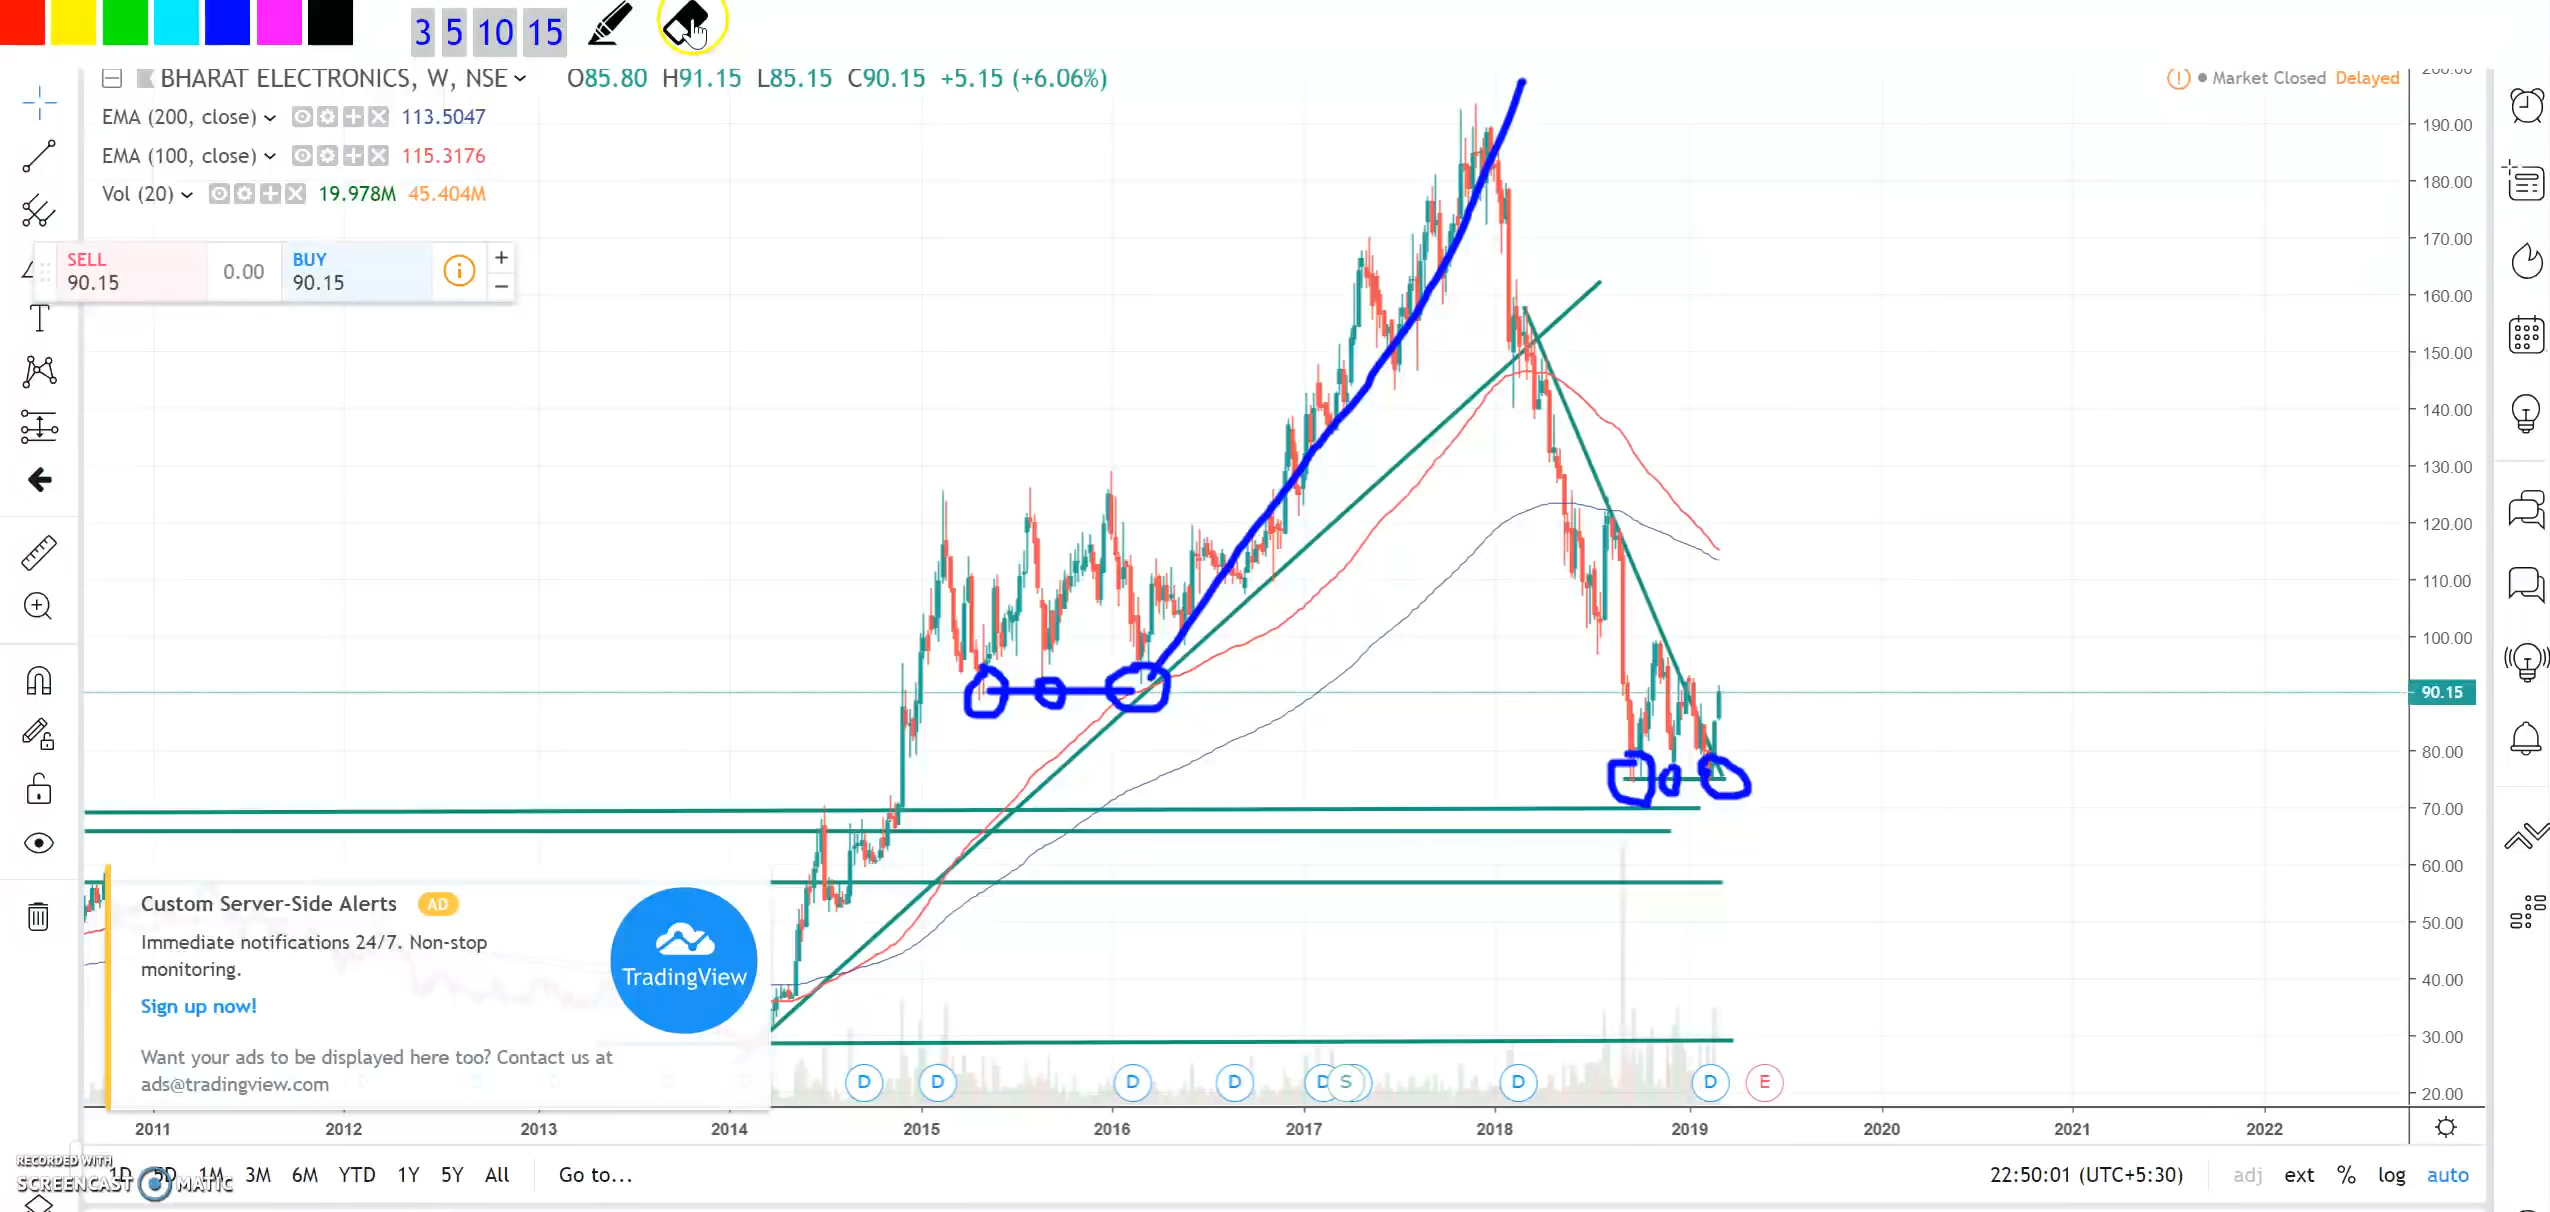 3 5 10 15
BHARAT ELECTRONICS, W, NSE O85.80 H91.15 L85.15 C90.15 +5.15 (+6.06%)
Market Closed Delayed
EMA (200, close) 113.5047
EMA (100, close) 115.3176
Vol (20) 19.978M 45.404M
SELL
90.15
0.00
BUY
90.15
T
200.00
190.00
180.00
170.00
160.00
150.00
140.00
130.00
120.00
110.00
100.00
90.15
80.00
70.00
60.00
50.00
40.00
30.00
20.00
Custom Server-Side Alerts AD
Immediate notifications 24/7. Non-stop
monitoring.
Sign up now!
Want your ads to be displayed here too? Contact us at
ads@tradingview.com
TradingView
D D D D D S D D E
2011 2012 2013 2014 2015 2016 2017 2018 2019 2020 2021 2022
1D 5D 1M 3M 6M YTD 1Y 5Y All Go to...
22:50:01 (UTC+5:30) adj ext % log auto
RECORDED WITH
SCREENCAST MATIC